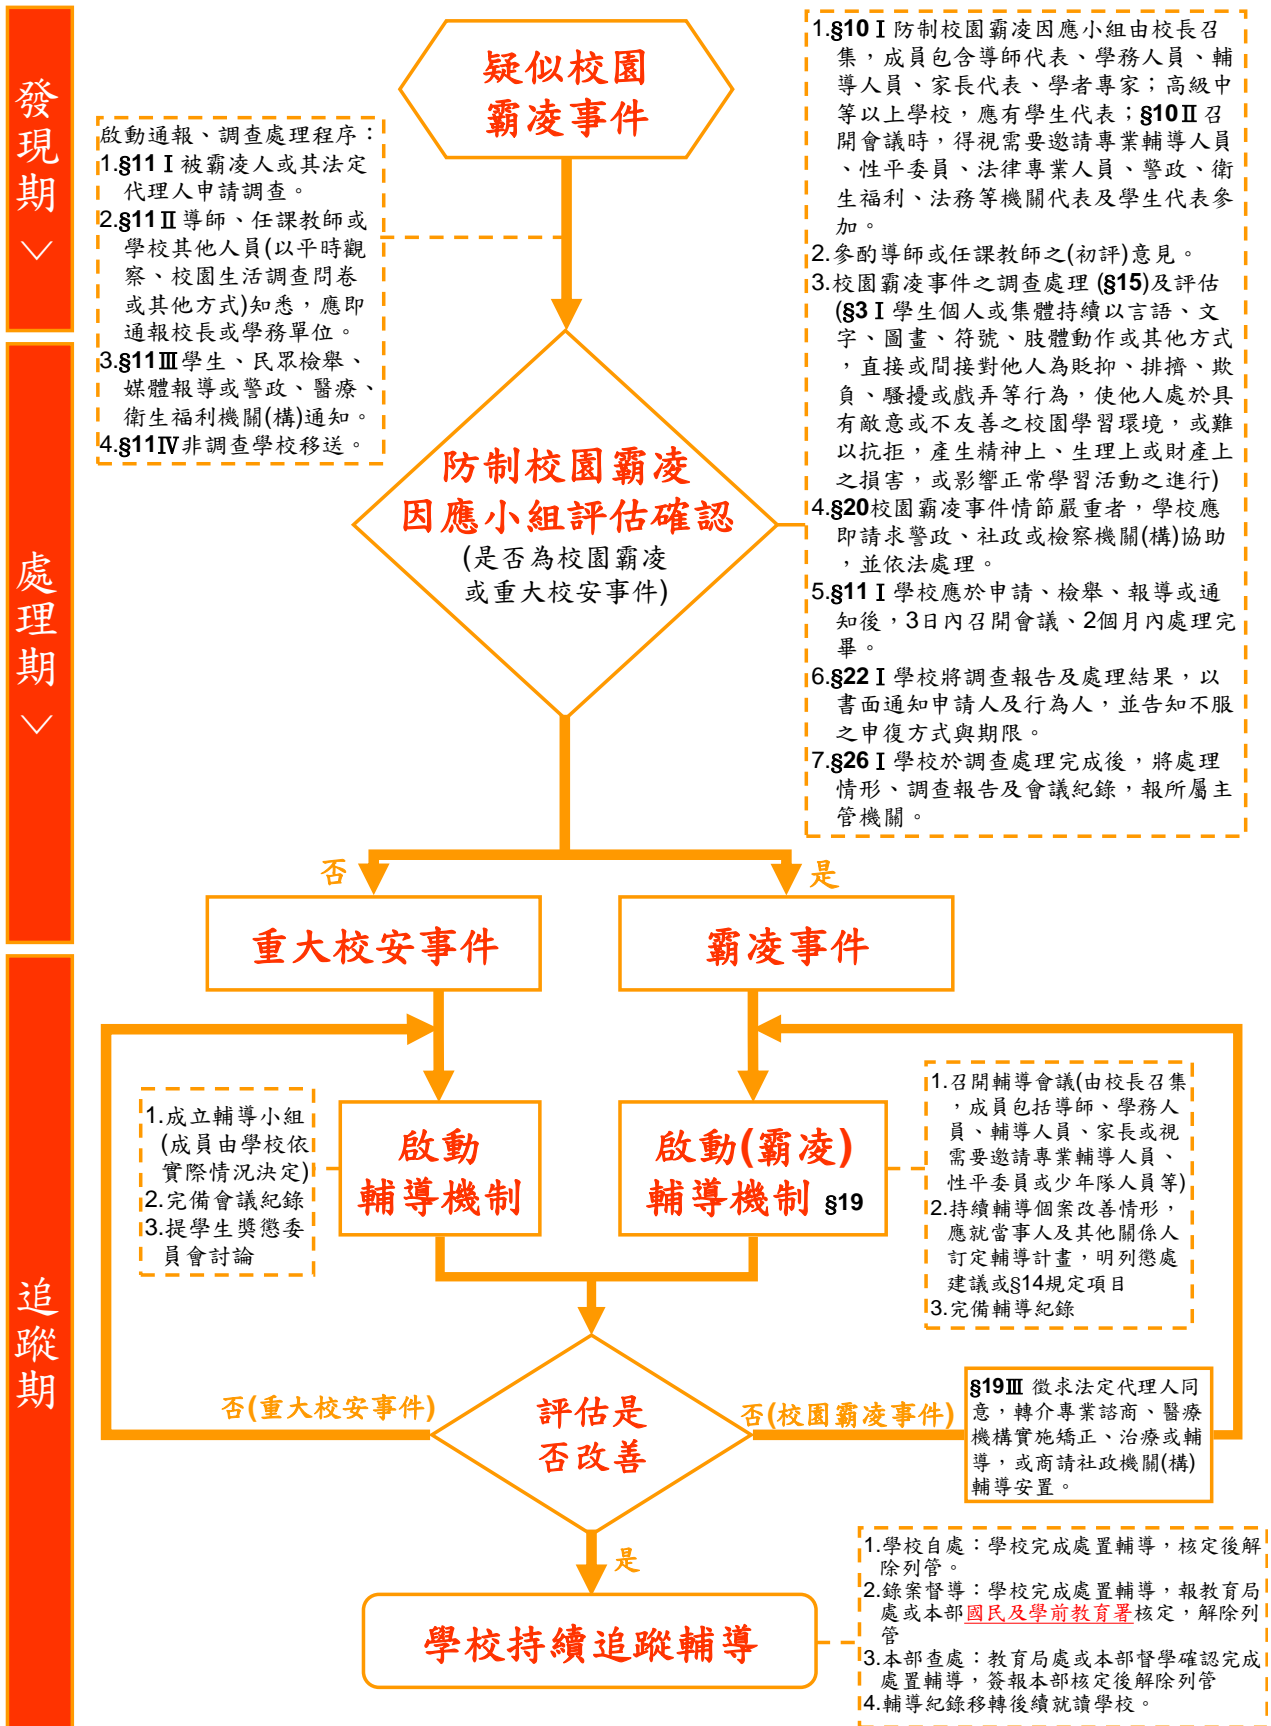 發現期
處理期
追蹤期
疑似校園
霸凌事件
啟動通報、調查處理程序：
1.§11Ⅰ被霸凌人或其法定
代理人申請調查。
2.§11Ⅱ導師、任課教師或
學校其他人員(以平時觀
察、校園生活調查問卷
或其他方式)知悉，應即
通報校長或學務單位。
3.§11Ⅲ學生、民眾檢舉、
媒體報導或警政、醫療、
衛生福利機關(構)通知。
4.§11Ⅳ非調查學校移送。
1.§10Ⅰ防制校園霸凌因應小組由校長召
集，成員包含導師代表、學務人員、輔
導人員、家長代表、學者專家；高級中
等以上學校，應有學生代表；§10Ⅱ召
開會議時，得視需要邀請專業輔導人員
、性平委員、法律專業人員、警政、衛
生福利、法務等機關代表及學生代表參
加。
2.參酌導師或任課教師之(初評)意見。
3.校園霸凌事件之調查處理 (§15)及評估
(§3Ⅰ學生個人或集體持續以言語、文
字、圖畫、符號、肢體動作或其他方式
，直接或間接對他人為貶抑、排擠、欺
負、騷擾或戲弄等行為，使他人處於具
有敵意或不友善之校園學習環境，或難
以抗拒，產生精神上、生理上或財產上
之損害，或影響正常學習活動之進行)
4.§20校園霸凌事件情節嚴重者，學校應
即請求警政、社政或檢察機關(構)協助
，並依法處理。
5.§11Ⅰ學校應於申請、檢舉、報導或通
知後，3日內召開會議、2個月內處理完
畢。
6.§22Ⅰ學校將調查報告及處理結果，以
書面通知申請人及行為人，並告知不服
之申復方式與期限。
7.§26Ⅰ學校於調查處理完成後，將處理
情形、調查報告及會議紀錄，報所屬主
管機關。
防制校園霸凌
因應小組評估確認
(是否為校園霸凌
或重大校安事件)
否
是
重大校安事件
霸凌事件
1.成立輔導小組
(成員由學校依
實際情況決定)
2.完備會議紀錄
3.提學生獎懲委
員會討論
啟動
輔導機制
啟動(霸凌)
輔導機制 §19
1.召開輔導會議(由校長召集
，成員包括導師、學務人
員、輔導人員、家長或視
需要邀請專業輔導人員、
性平委員或少年隊人員等)
2.持續輔導個案改善情形，
應就當事人及其他關係人
訂定輔導計畫，明列懲處
建議或§14規定項目
3.完備輔導紀錄
否(重大校安事件)
評估是
否改善
否(校園霸凌事件)
§19Ⅲ 徵求法定代理人同
意，轉介專業諮商、醫療
機構實施矯正、治療或輔
導，或商請社政機關(構)
輔導安置。
是
學校持續追蹤輔導
1.學校自處：學校完成處置輔導，核定後解
除列管。
2.錄案督導：學校完成處置輔導，報教育局
處或本部國民及學前教育署核定，解除列
管
3.本部查處：教育局處或本部督學確認完成
處置輔導，簽報本部核定後解除列管
4.輔導紀錄移轉後續就讀學校。